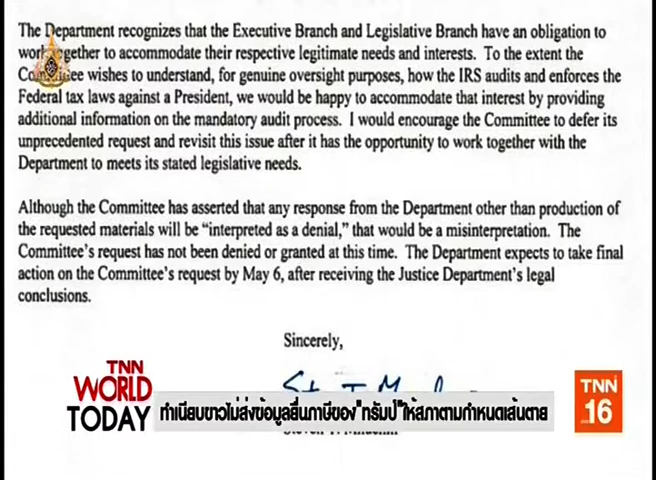 The Department recognizes that the Executive Branch and Legislative Branch have an obligation to
work together to accommodate their respective legitimate needs and interests. To the extent the
Committee wishes to understand, for genuine oversight purposes, how the IRS audits and enforces the
Federal tax laws against a President, we would be happy to accommodate that interest by providing
additional information on the mandatory audit process. I would encourage the Committee to defer its
unprecedented request and revisit this issue after it has the opportunity to work together with the
Department to meets its stated legislative needs.
Although the Committee has asserted that any response from the Department other than production of
the requested materials will be “interpreted as a denial,” that would be a misinterpretation. The
Committee's request has not been denied or granted at this time. The Department expects to take final
action on the Committee's request by May 6, after receiving the Justice Department's legal
conclusions.
Sincerely,
TNN
WORLD
TODAY
ทำเนียบขาวไม่ส่งข้อมูลยื่นภาษีของ"ทรัมป์"ให้สภาตามกำหนดเส้นตาย
TNN
16